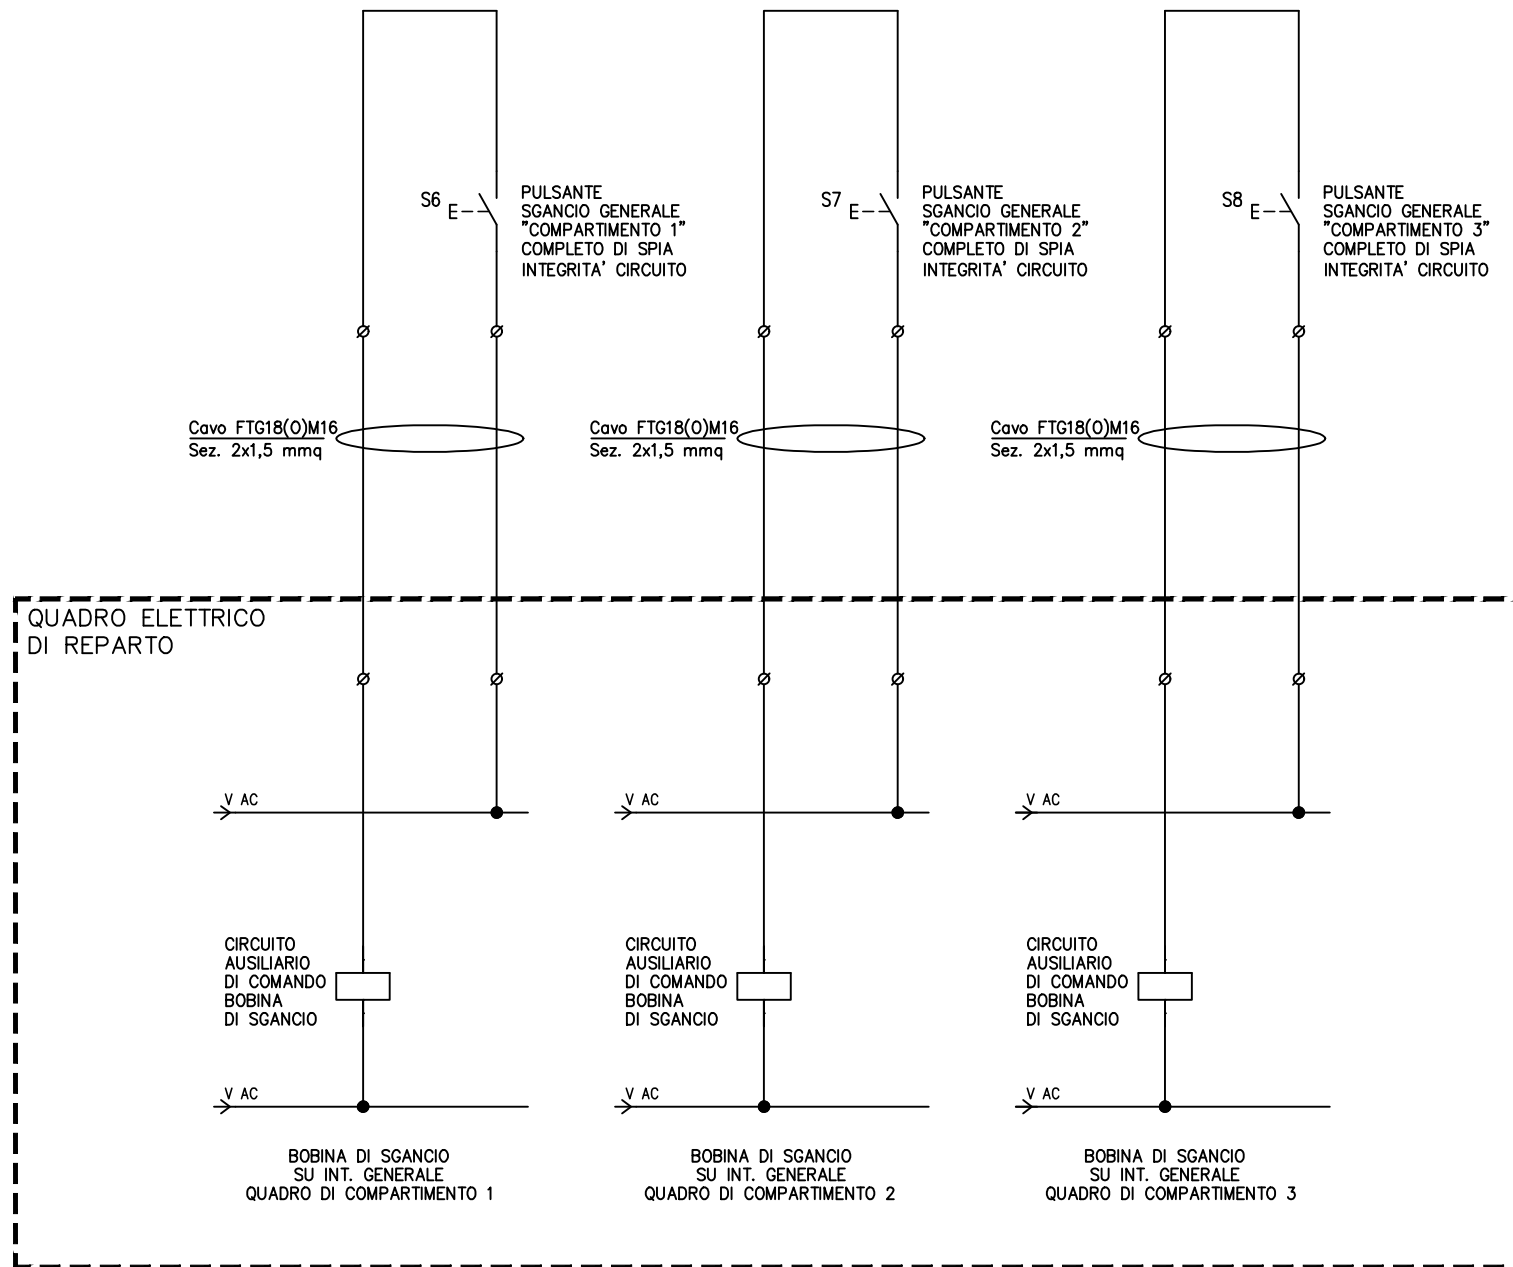 S6
E
PULSANTE
SGANCIO GENERALE
"COMPARTIMENTO 1"
COMPLETO DI SPIA
INTEGRITA' CIRCUITO
S7
E
PULSANTE
SGANCIO GENERALE
"COMPARTIMENTO 2"
COMPLETO DI SPIA
INTEGRITA' CIRCUITO
S8
E
PULSANTE
SGANCIO GENERALE
"COMPARTIMENTO 3"
COMPLETO DI SPIA
INTEGRITA' CIRCUITO
Cavo FTG18(O)M16
Sez. 2x1,5 mmq
Cavo FTG18(O)M16
Sez. 2x1,5 mmq
Cavo FTG18(O)M16
Sez. 2x1,5 mmq
QUADRO ELETTRICO
DI REPARTO
V AC
V AC
V AC
CIRCUITO
AUSILIARIO
DI COMANDO
BOBINA
DI SGANCIO
CIRCUITO
AUSILIARIO
DI COMANDO
BOBINA
DI SGANCIO
CIRCUITO
AUSILIARIO
DI COMANDO
BOBINA
DI SGANCIO
V AC
V AC
V AC
BOBINA DI SGANCIO
SU INT. GENERALE
QUADRO DI COMPARTIMENTO 1
BOBINA DI SGANCIO
SU INT. GENERALE
QUADRO DI COMPARTIMENTO 2
BOBINA DI SGANCIO
SU INT. GENERALE
QUADRO DI COMPARTIMENTO 3